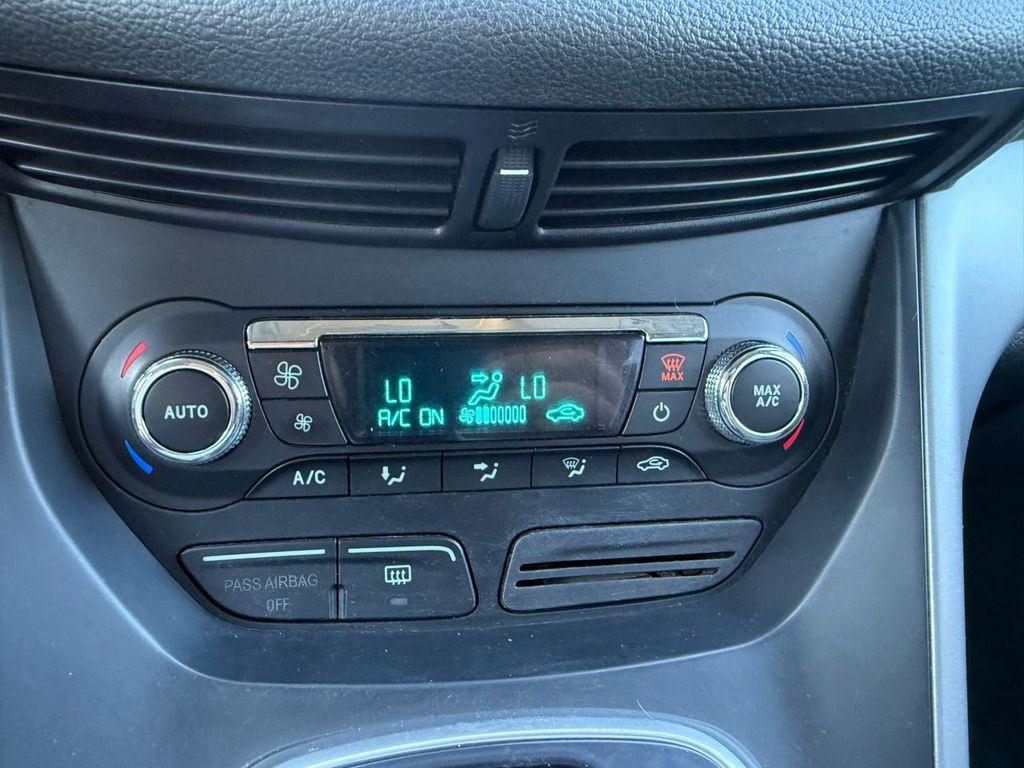 LO LO
A/C ON
AUTO
MAX
MAX
A/C
A/C
PASS AIRBAG
OFF